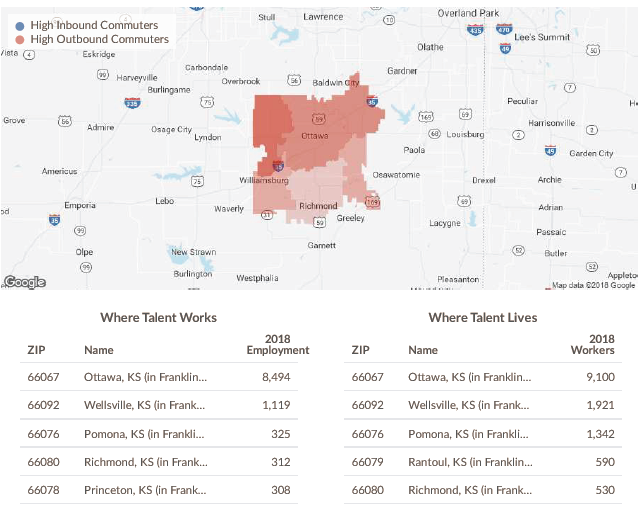 High Inbound Commuters
High Outbound Commuters
Stull
Lawrence
Overland Park
Lee's Summit
Olathe
Eskridge
Carbondale
Gardner
Harveyville
Overbrook
Baldwin City
Burlingame
Peculiar
Grove
Admire
Osage City
Lyndon
Ottawa
Louisburg
Harrisonville
Paola
Garden City
Americus
Williamsburg
Osawatomie
Drexel
Archie
Emporia
Lebo
Waverly
Richmond
Greeley
Lacygne
Adrian
Passaic
Olpe
New Strawn
Garnett
Butler
Burlington
Westphalia
Pleasanton
Google
Map data ©2018 Google
Where Talent Works
ZIP Name 2018 Employment
66067 Ottawa, KS (in Franklin... 8,494
66092 Wellsville, KS (in Frank... 1,119
66076 Pomona, KS (in Frankli... 325
66080 Richmond, KS (in Frank... 312
66078 Princeton, KS (in Frank... 308
Where Talent Lives
ZIP Name 2018 Workers
66067 Ottawa, KS (in Franklin... 9,100
66092 Wellsville, KS (in Frank... 1,921
66076 Pomona, KS (in Frankli... 1,342
66079 Rantoul, KS (in Franklin... 590
66080 Richmond, KS (in Frank... 530